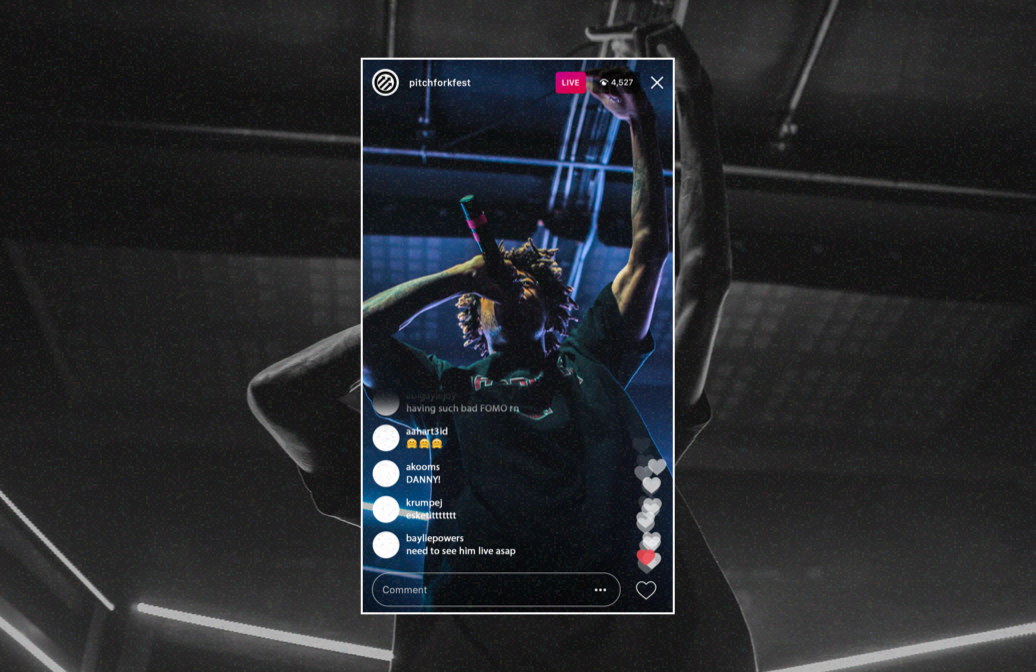 pitchforkfest
LIVE
4,527
having such bad FOMO rn
aahart3id
akooms
DANNY!
krumpej
esketittttttt
bayliepowers
need to see him live asap
Comment